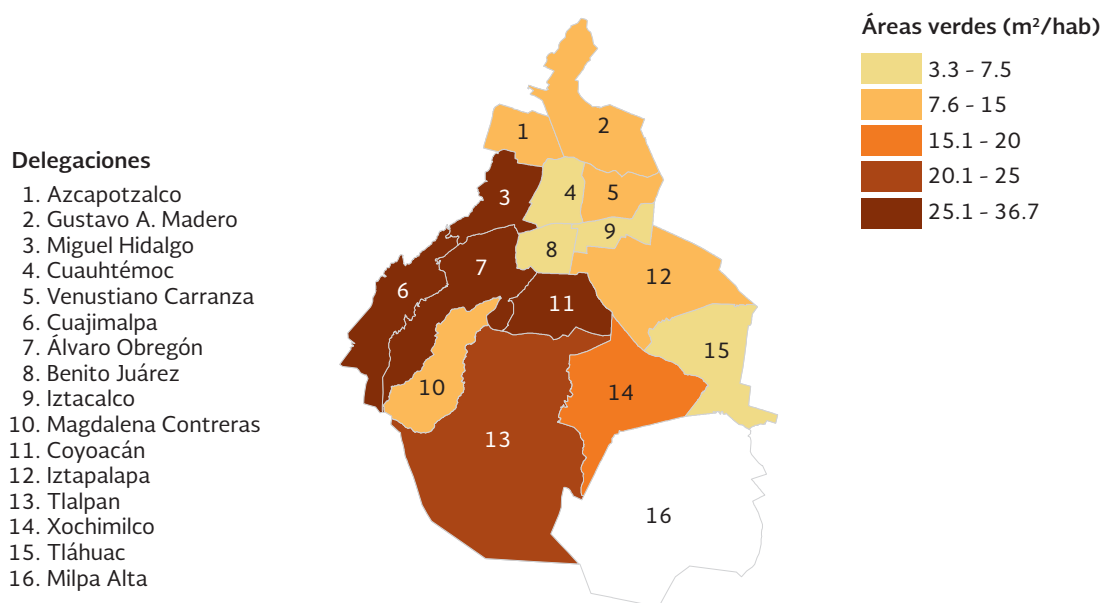 Áreas verdes (m²/hab)
3.3 - 7.5
7.6 - 15
15.1 - 20
20.1 - 25
25.1 - 36.7
Delegaciones
1. Azcapotzalco
2. Gustavo A. Madero
3. Miguel Hidalgo
4. Cuauhtémoc
5. Venustiano Carranza
6. Cuajimalpa
7. Álvaro Obregón
8. Benito Juárez
9. Iztacalco
10. Magdalena Contreras
11. Coyoacán
12. Iztapalapa
13. Tlalpan
14. Xochimilco
15. Tláhuac
16. Milpa Alta
1
2
3
4
5
9
8
7
12
6
11
15
10
14
13
16